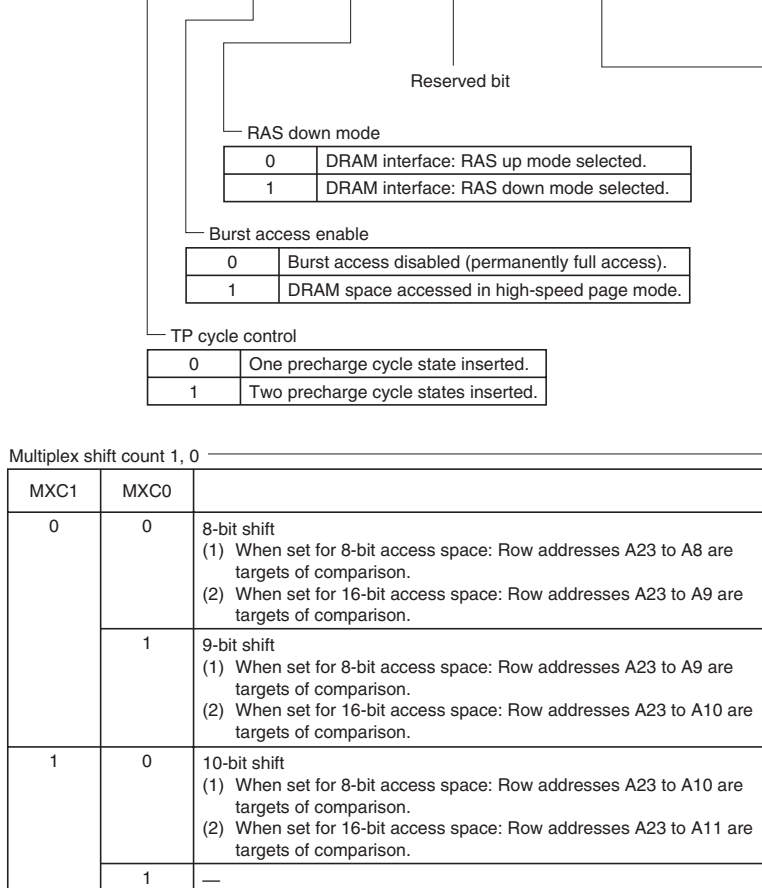 Reserved bit
RAS down mode
0 DRAM interface: RAS up mode selected.
1 DRAM interface: RAS down mode selected.
Burst access enable
0 Burst access disabled (permanently full access).
1 DRAM space accessed in high-speed page mode.
TP cycle control
0 One precharge cycle state inserted.
1 Two precharge cycle states inserted.
Multiplex shift count 1, 0
MXC1 MXC0
0 0 8-bit shift
(1) When set for 8-bit access space: Row addresses A23 to A8 are
targets of comparison.
(2) When set for 16-bit access space: Row addresses A23 to A9 are
targets of comparison.
1 9-bit shift
(1) When set for 8-bit access space: Row addresses A23 to A9 are
targets of comparison.
(2) When set for 16-bit access space: Row addresses A23 to A10 are
targets of comparison.
1 0 10-bit shift
(1) When set for 8-bit access space: Row addresses A23 to A10 are
targets of comparison.
(2) When set for 16-bit access space: Row addresses A23 to A11 are
targets of comparison.
1 —